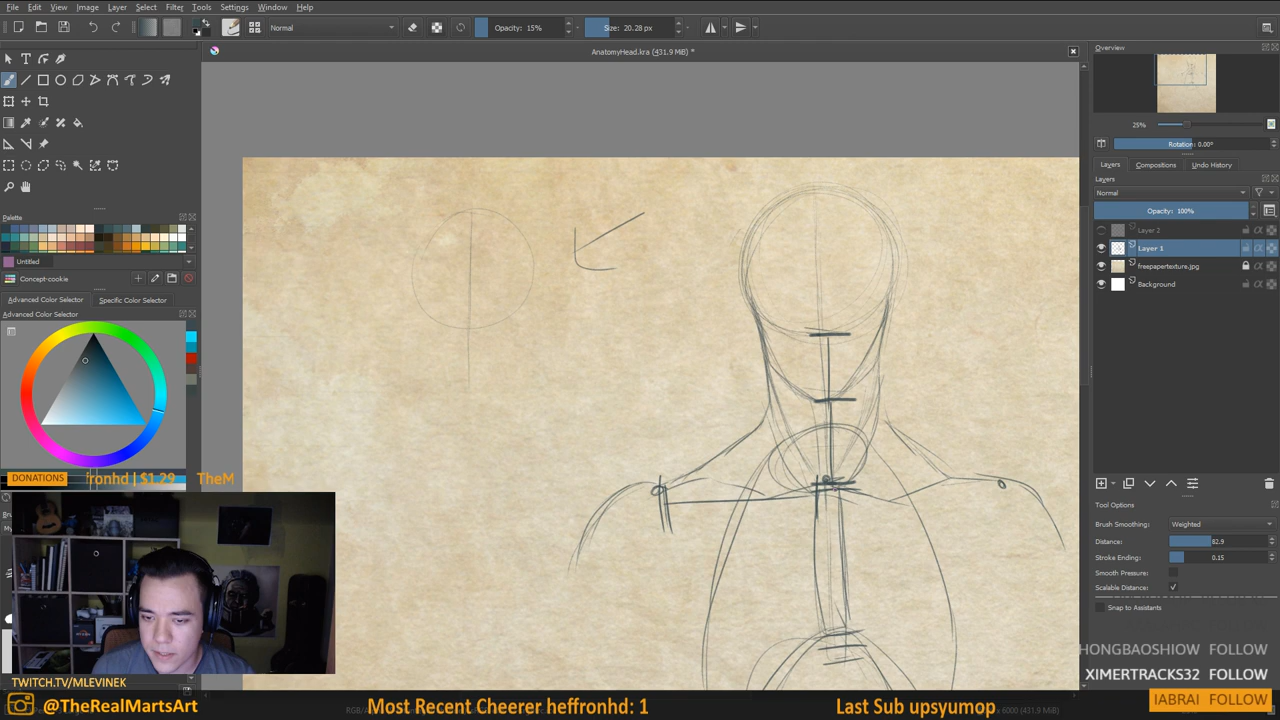 File Edit View Image Layer Select Filter Tools Settings Window Help
Normal
Opacity: 15%
Size: 20.28 px
AnatomyHead.kra (431.9 MiB) *
Overview
25%
Rotation: 0.00°
Layers Compositions Undo History
Layers
Normal
Opacity: 100%
Layer 2
Layer 1
freepapertexture.jpg
Background
Palette
Untitled
Concept-cookie
Advanced Color Selector Specific Color Selector
Advanced Color Selector
DONATIONS
ronhd | $1.29 TheM
Tool Options
Brush Smoothing: Weighted
Distance: 82.9
Stroke Ending: 0.15
Smooth Pressure:
Scalable Distance:
Snap to Assistants
HONGBAOSHOW FOLLOW
XIMERTRACKS32 FOLLOW
IABRAI FOLLOW
TWITCH.TV/MLEVINEK
@TheRealMartsArt
Most Recent Cheerer heffronhd: 1
Last Sub upsyumop